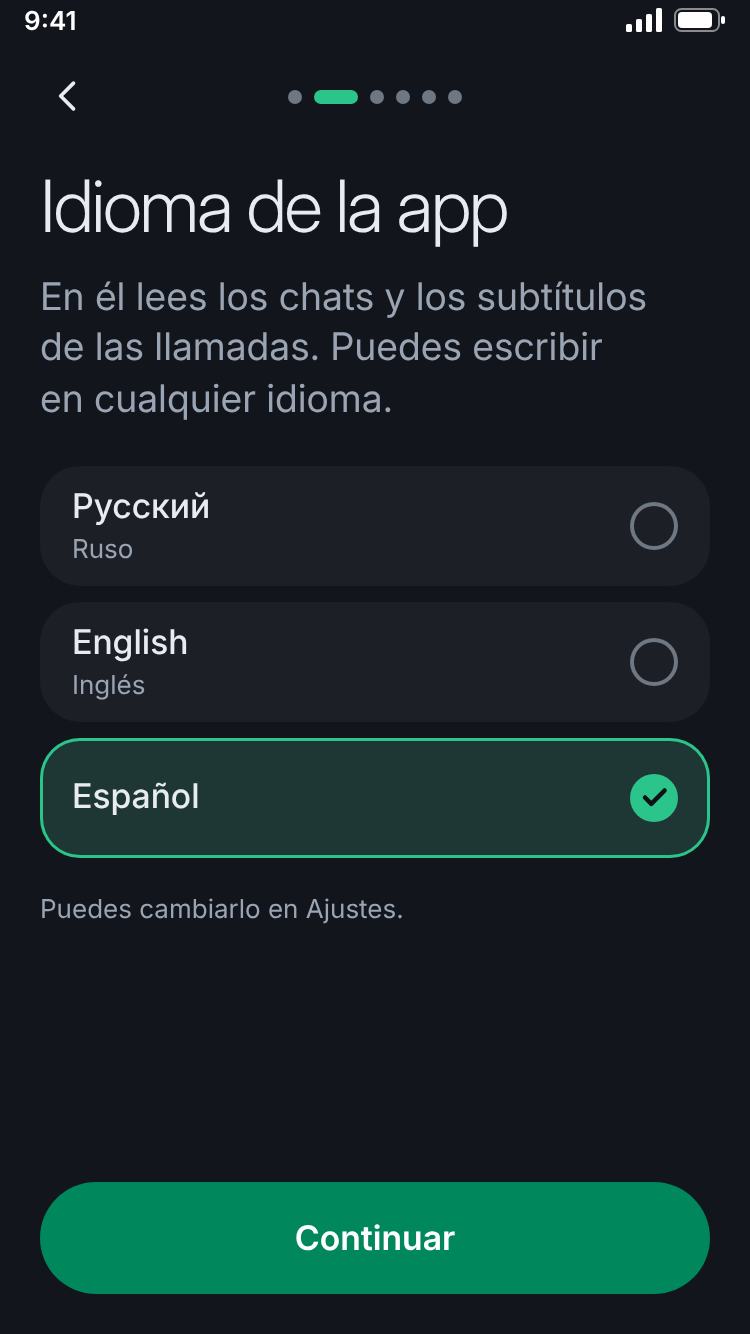 9:41
Idioma de la app
En él lees los chats y los subtítulos
de las llamadas. Puedes escribir
en cualquier idioma.
Русский
Ruso
English
Inglés
Español
Puedes cambiarlo en Ajustes.
Continuar